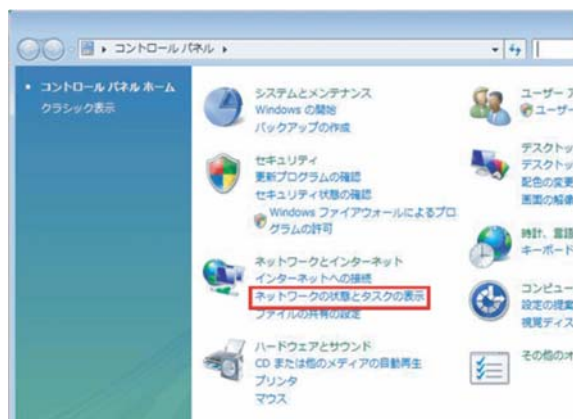 コントロール パネル
コントロール パネル ホーム
クラシック表示
システムとメンテナンス
Windows の開始
バックアップの作成
セキュリティ
更新プログラムの確認
セキュリティ状態の確認
Windows ファイアウォールによるプロ
グラムの許可
ネットワークとインターネット
インターネットへの接続
ネットワークの状態とタスクの表示
ファイルの共有の設定
ハードウェアとサウンド
CD または他のメディアの自動再生
プリンタ
マウス
ユーザー ア
ユーザー
デスクトッ
デスクトッ
配色の変更
画面の解像
時計、言語
キーボード
コンピュー
設定の提案
視覚ディス
その他のオ